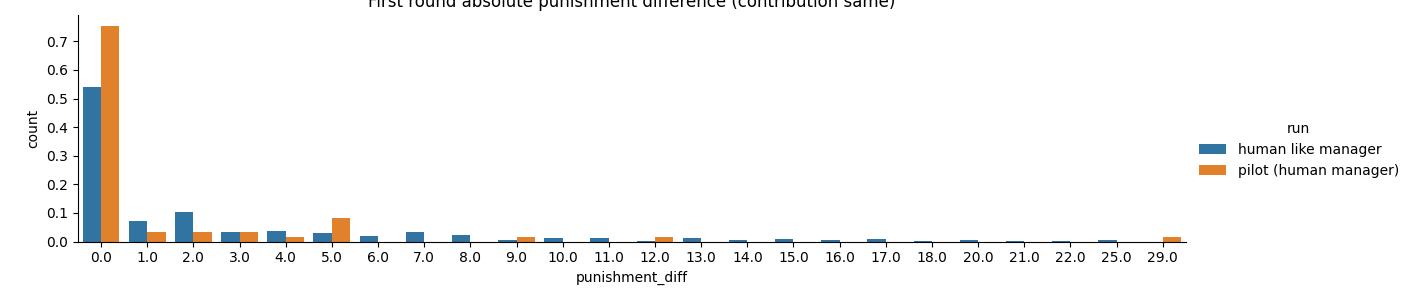 First round absolute punishment difference (contribution same)
0.7
0.6
0.5
0.4
0.3
0.2
0.1
0.0
count
0.0 1.0 2.0 3.0 4.0 5.0 6.0 7.0 8.0 9.0 10.0 11.0 12.0 13.0 14.0 15.0 16.0 17.0 18.0 20.0 21.0 22.0 25.0 29.0
punishment_diff
run
human like manager
pilot (human manager)